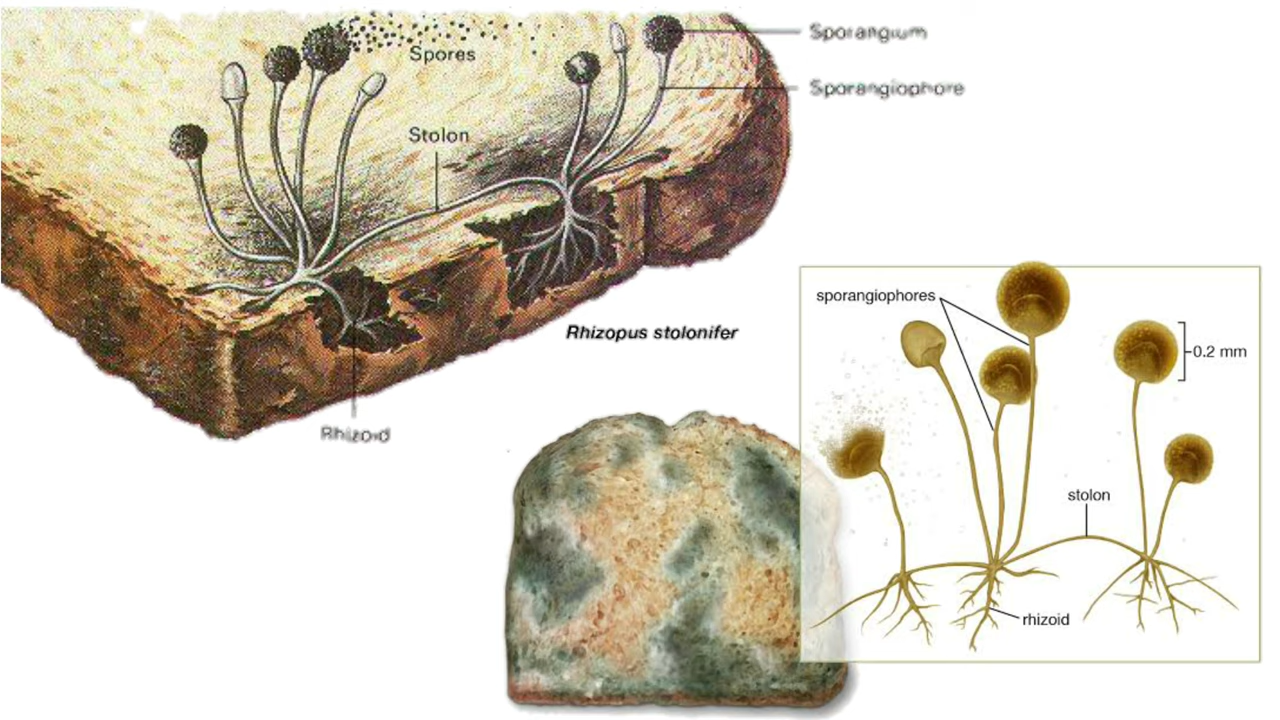 Sporangium
Spores
Sporangiophore
Stolon
Rhizopus stolonifer
Rhizoid
sporangiophores
0.2 mm
stolon
rhizoid